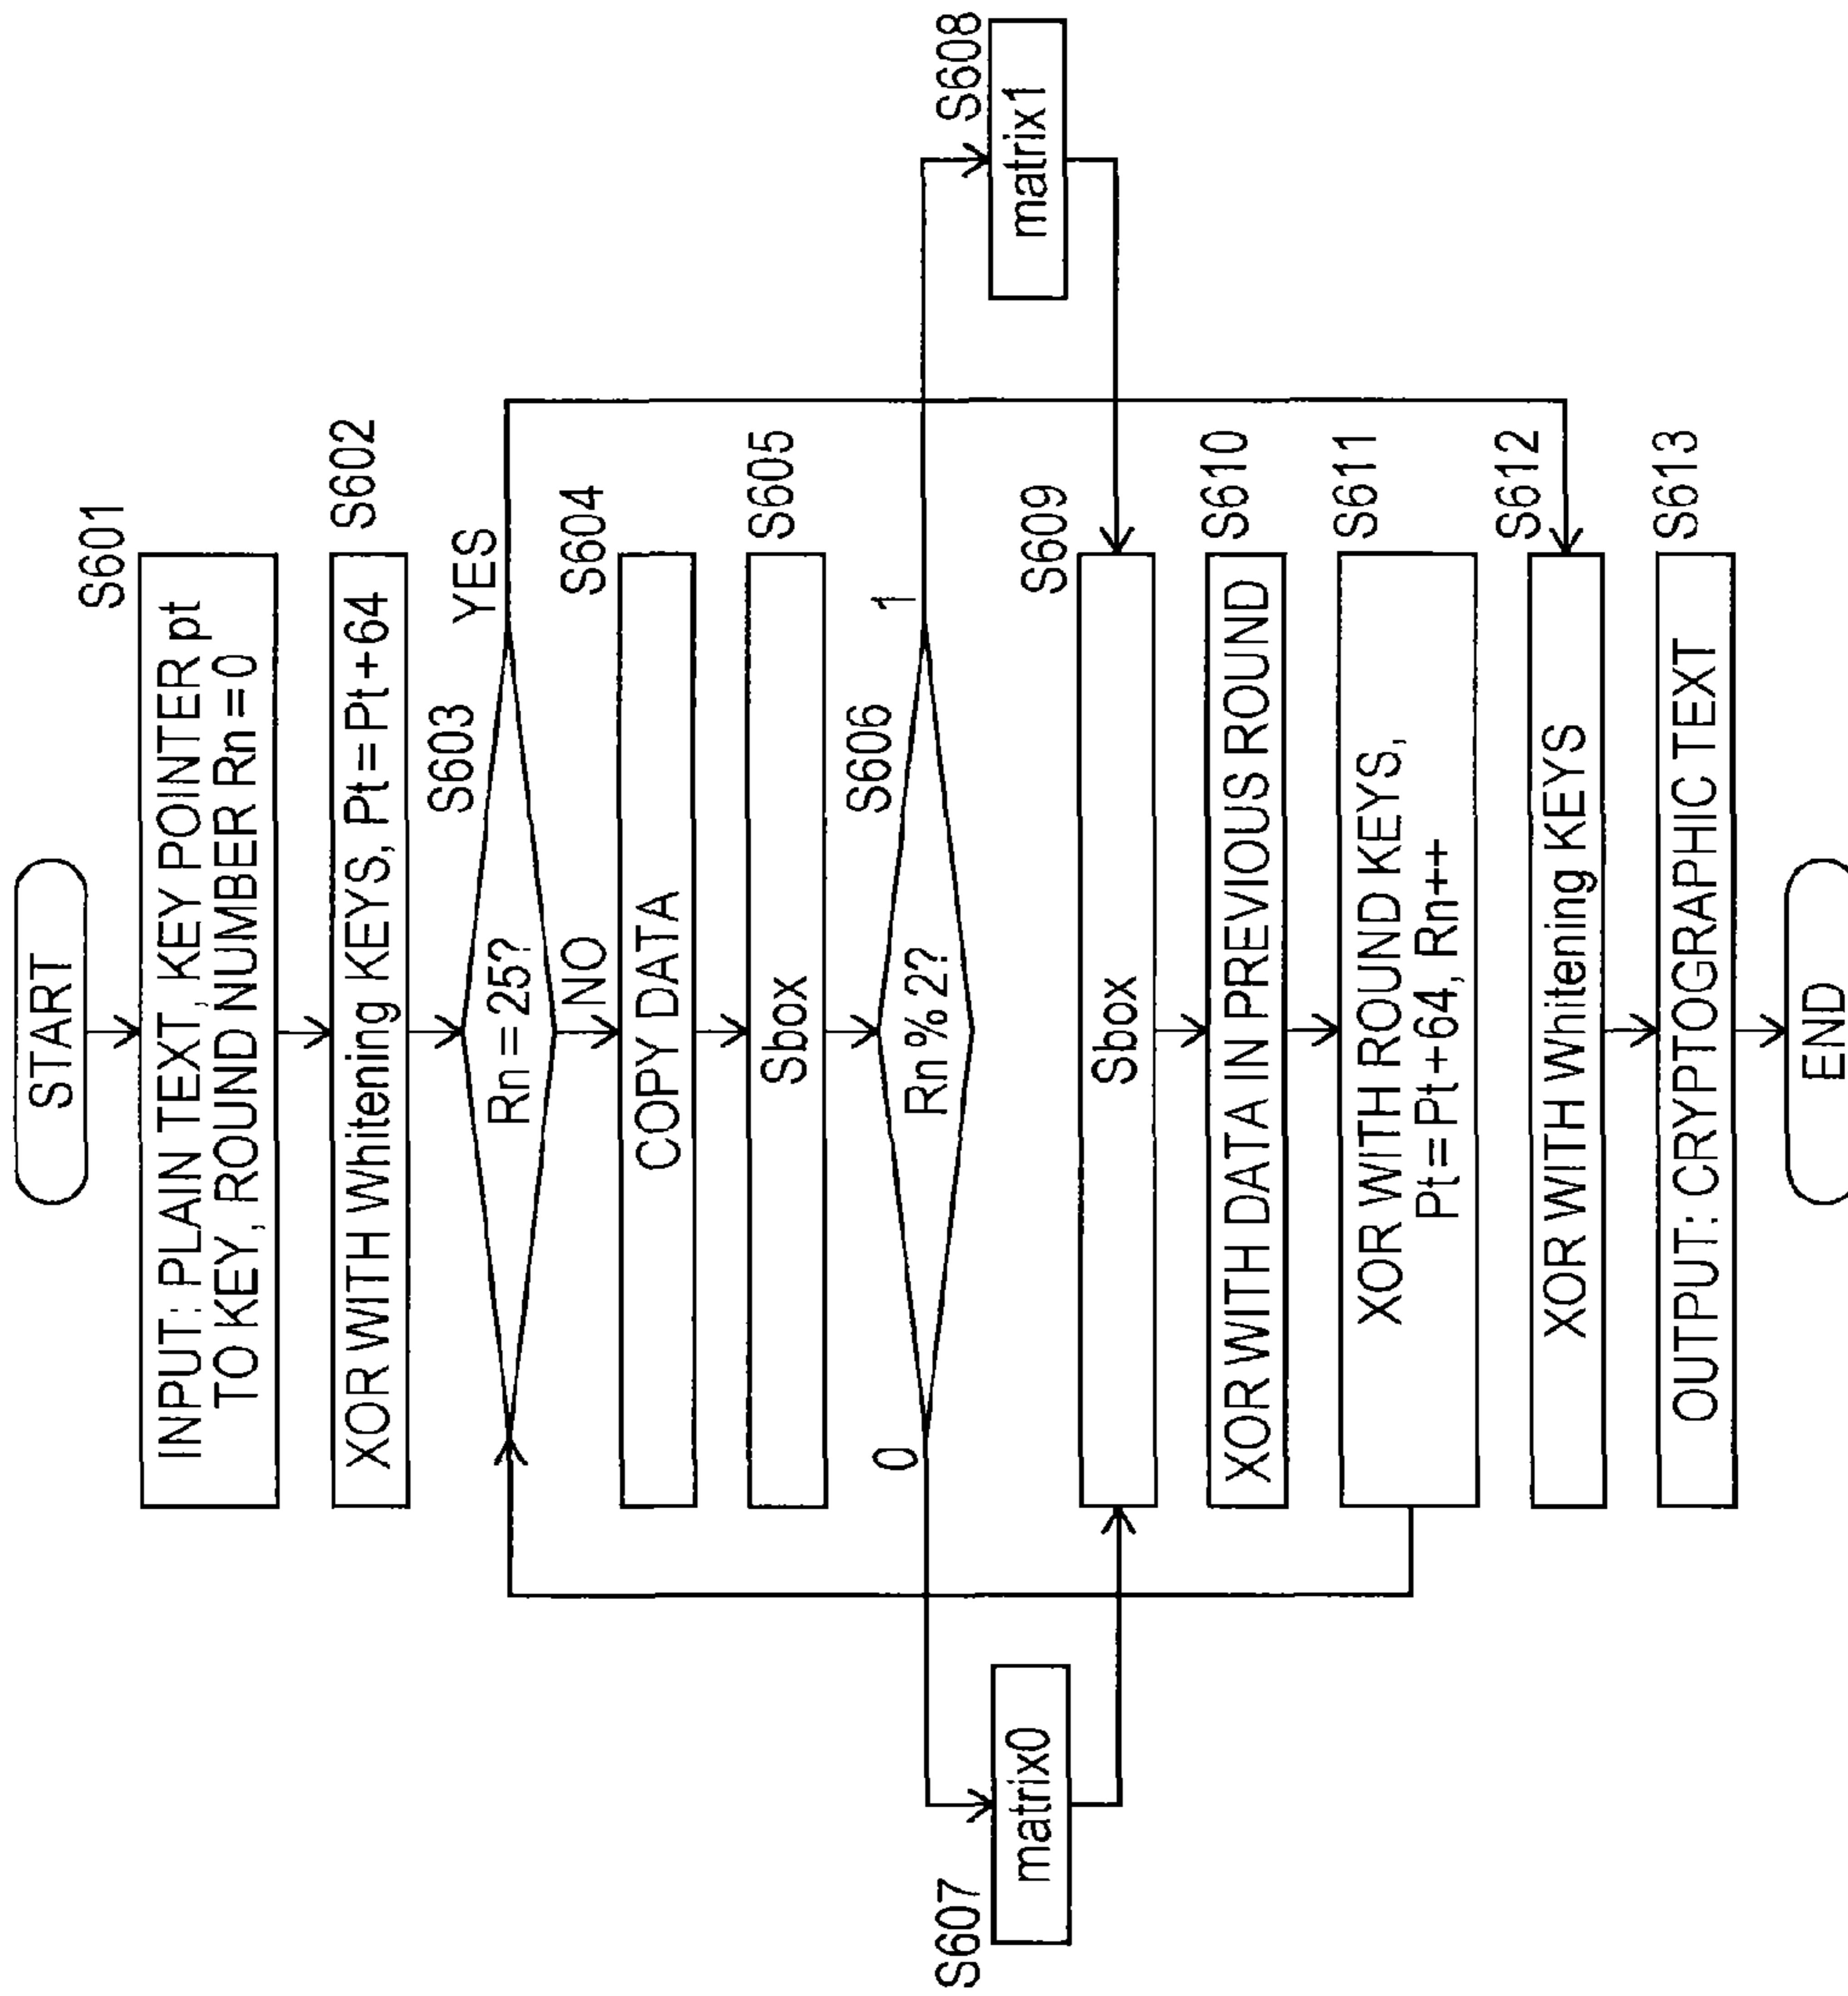 START
S601
INPUT: PLAIN TEXT, KEY POINTER pt
TO KEY, ROUND NUMBER Rn = 0
S602
XOR WITH Whitening KEYS, Pt = Pt + 64
S603
Rn = 25?
YES
NO
S604
COPY DATA
S605
Sbox
S606
Rn % 2?
0
1
S607
matrix0
S608
matrix1
S609
Sbox
S610
XOR WITH DATA IN PREVIOUS ROUND
S611
XOR WITH ROUND KEYS,
Pt = Pt + 64, Rn++
S612
XOR WITH Whitening KEYS
S613
OUTPUT: CRYPTOGRAPHIC TEXT
END